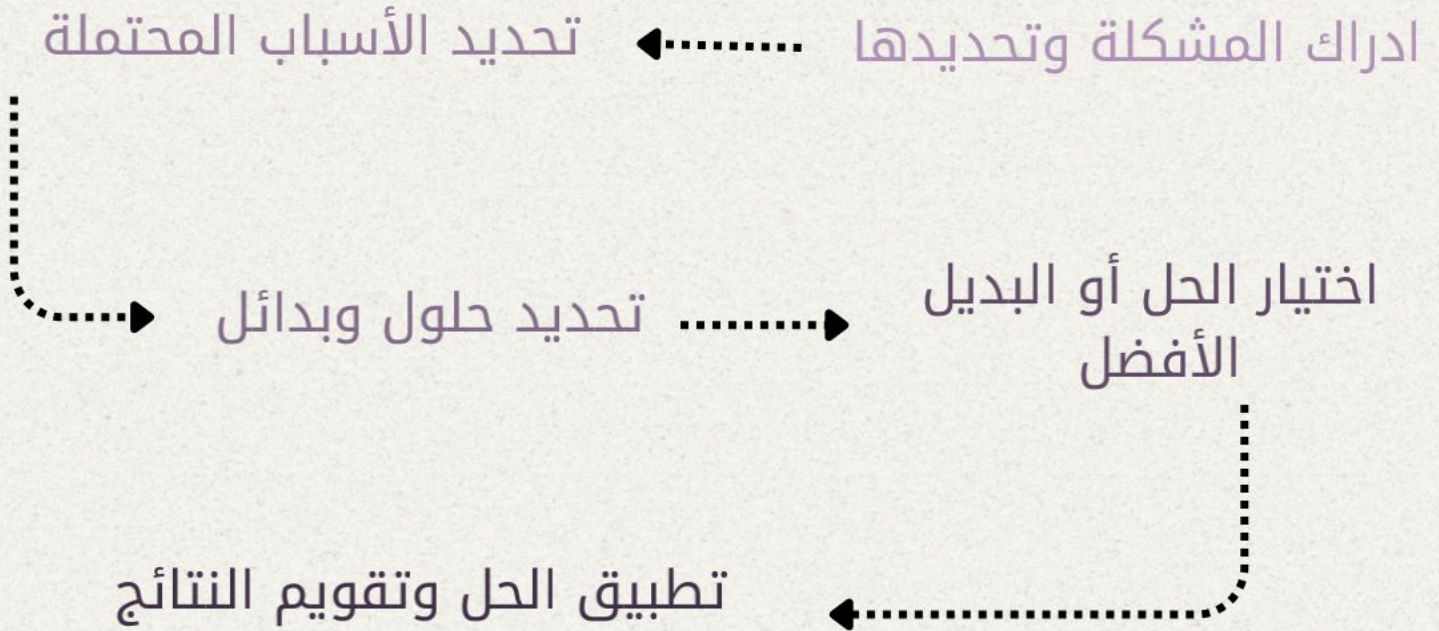 ادراك المشكلة وتحديدها
تحديد الأسباب المحتملة
تحديد حلول وبدائل
اختيار الحل أو البديل
الأفضل
تطبيق الحل وتقويم النتائج